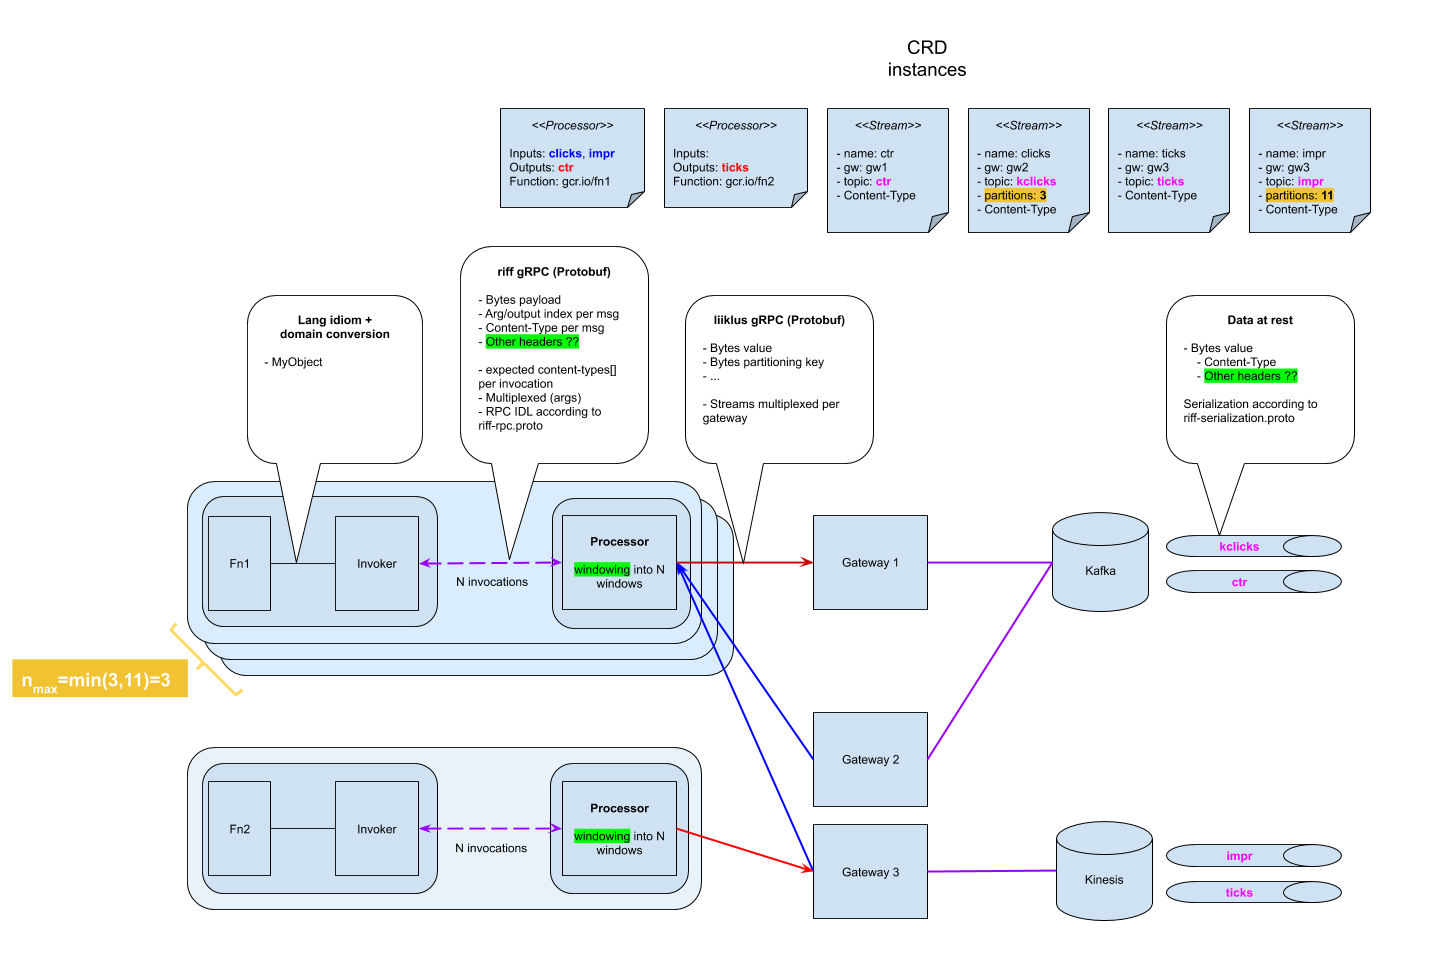 CRD
instances
<<Processor>>
Inputs: clicks, impr
Outputs: ctr
Function: gcr.io/fn1
<<Processor>>
Inputs:
Outputs: ticks
Function: gcr.io/fn2
<<Stream>>
- name: ctr
- gw: gw1
- topic: ctr
- Content-Type
<<Stream>>
- name: clicks
- gw: gw2
- topic: kclicks
- partitions: 3
- Content-Type
<<Stream>>
- name: ticks
- gw: gw3
- topic: ticks
- Content-Type
<<Stream>>
- name: impr
- gw: gw3
- topic: impr
- partitions: 11
- Content-Type
Lang idiom +
domain conversion
- MyObject
riff gRPC (Protobuf)
- Bytes payload
- Arg/output index per msg
- Content-Type per msg
- Other headers ??
- expected content-types[]
per invocation
- Multiplexed (args)
- RPC IDL according to
riff-rpc.proto
liiklus gRPC (Protobuf)
- Bytes value
- Bytes partitioning key
- ...
- Streams multiplexed per
gateway
Data at rest
- Bytes value
- Content-Type
- Other headers ??
Serialization according to
riff-serialization.proto
Fn1
Invoker
N invocations
Processor
windowing into N
windows
Gateway 1
Kafka
kclicks
ctr
nmax=min(3,11)=3
Gateway 2
Fn2
Invoker
N invocations
Processor
windowing into N
windows
Gateway 3
Kinesis
impr
ticks